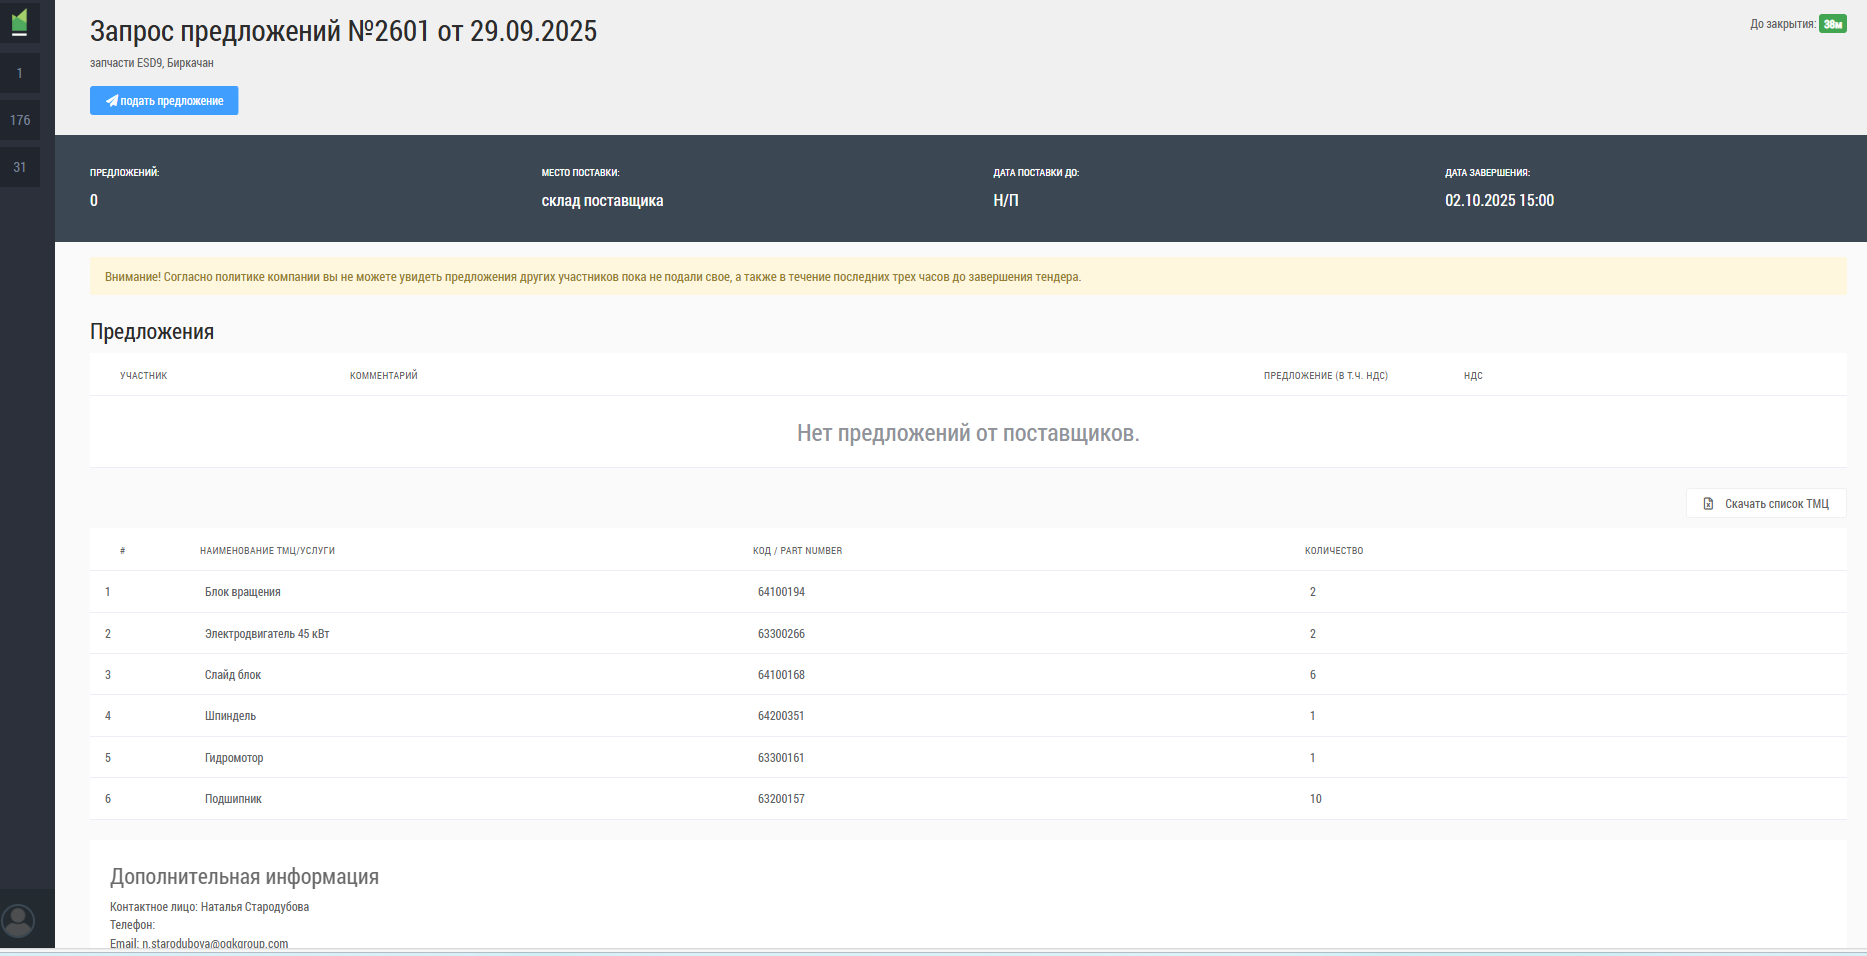 Запрос предложений №2601 от 29.09.2025
До закрытия: 38м
запчасти ESD9, Биркачан
1
подать предложение
176
31
ПРЕДЛОЖЕНИЙ:
0
МЕСТО ПОСТАВКИ:
склад поставщика
ДАТА ПОСТАВКИ ДО:
Н/П
ДАТА ЗАВЕРШЕНИЯ:
02.10.2025 15:00
Внимание! Согласно политике компании вы не можете увидеть предложения других участников пока не подали свое, а также в течение последних трех часов до завершения тендера.
Предложения
УЧАСТНИК КОММЕНТАРИЙ ПРЕДЛОЖЕНИЕ (В Т.Ч. НДС) НДС
Нет предложений от поставщиков.
Скачать список ТМЦ
# НАИМЕНОВАНИЕ ТМЦ/УСЛУГИ КОД / PART NUMBER КОЛИЧЕСТВО
1 Блок вращения 64100194 2
2 Электродвигатель 45 кВт 63300266 2
3 Слайд блок 64100168 6
4 Шпиндель 64200351 1
5 Гидромотор 63300161 1
6 Подшипник 63200157 10
Дополнительная информация
Контактное лицо: Наталья Стародубова
Телефон:
Email: n.starodubova@ogkgroup.com